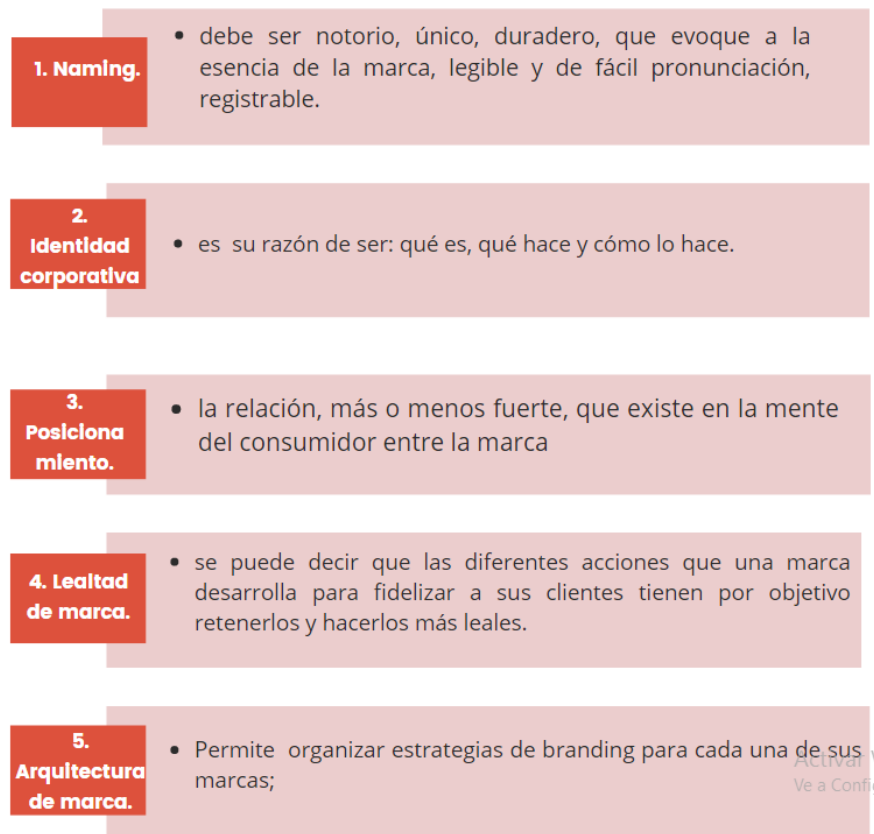 1. Naming.
• debe ser notorio, único, duradero, que evoque a la
esencia de la marca, legible y de fácil pronunciación,
registrable.
2.
Identidad
corporativa
• es su razón de ser: qué es, qué hace y cómo lo hace.
3.
Posiciona
miento.
• la relación, más o menos fuerte, que existe en la mente
del consumidor entre la marca
4. Lealtad
de marca.
• se puede decir que las diferentes acciones que una marca
desarrolla para fidelizar a sus clientes tienen por objetivo
retenerlos y hacerlos más leales.
5.
Arquitectura
de marca.
• Permite organizar estrategias de branding para cada una de sus
marcas;
Activar
Ve a